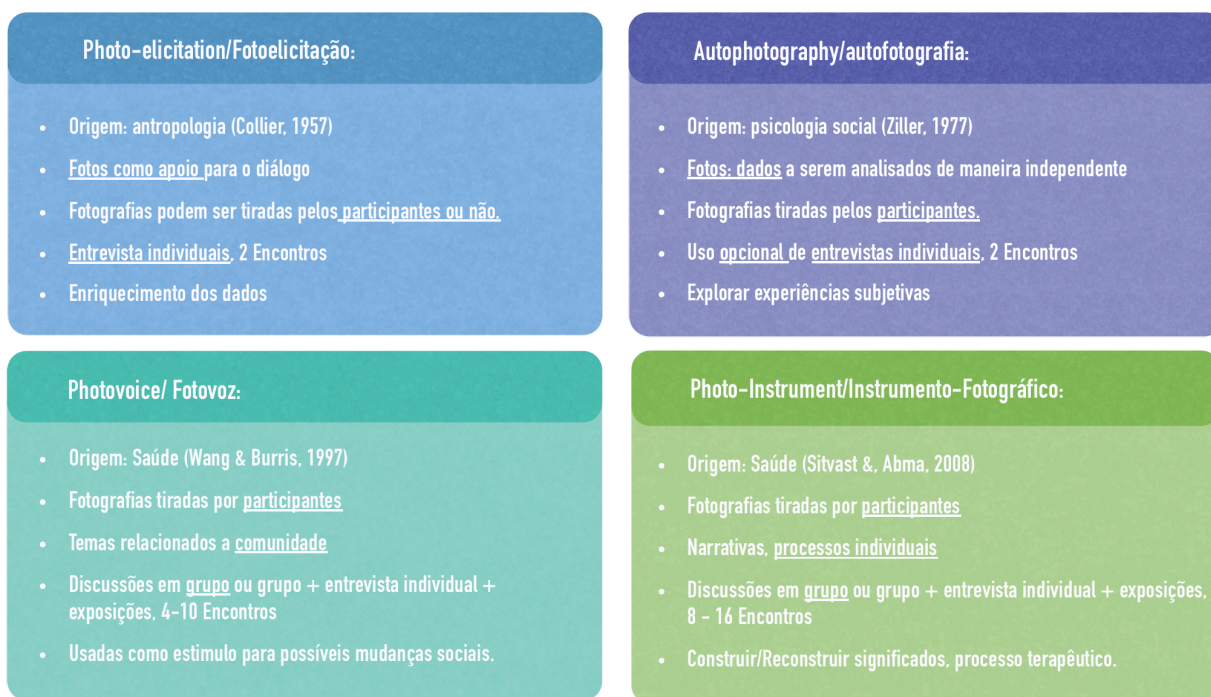 Photo-elicitation/Fotoelicitação:
• Origem: antropologia (Collier, 1957)
• Fotos como apoio para o diálogo
• Fotografias podem ser tiradas pelos participantes ou não.
• Entrevista individuais, 2 Encontros
• Enriquecimento dos dados
Autophotography/autofotografia:
• Origem: psicologia social (Ziller, 1977)
• Fotos: dados a serem analisados de maneira independente
• Fotografias tiradas pelos participantes.
• Uso opcional de entrevistas individuais, 2 Encontros
• Explorar experiências subjetivas
Photovoice/ Fotovoz:
• Origem: Saúde (Wang & Burris, 1997)
• Fotografias tiradas por participantes
• Temas relacionados a comunidade
• Discussões em grupo ou grupo + entrevista individual +
exposições, 4-10 Encontros
• Usadas como estimulo para possíveis mudanças sociais.
Photo-Instrument/Instrumento-Fotográfico:
• Origem: Saúde (Sitvast &, Abma, 2008)
• Fotografias tiradas por participantes
• Narrativas, processos individuais
• Discussões em grupo ou grupo + entrevista individual + exposições,
8 - 16 Encontros
• Construir/Reconstruir significados, processo terapêutico.